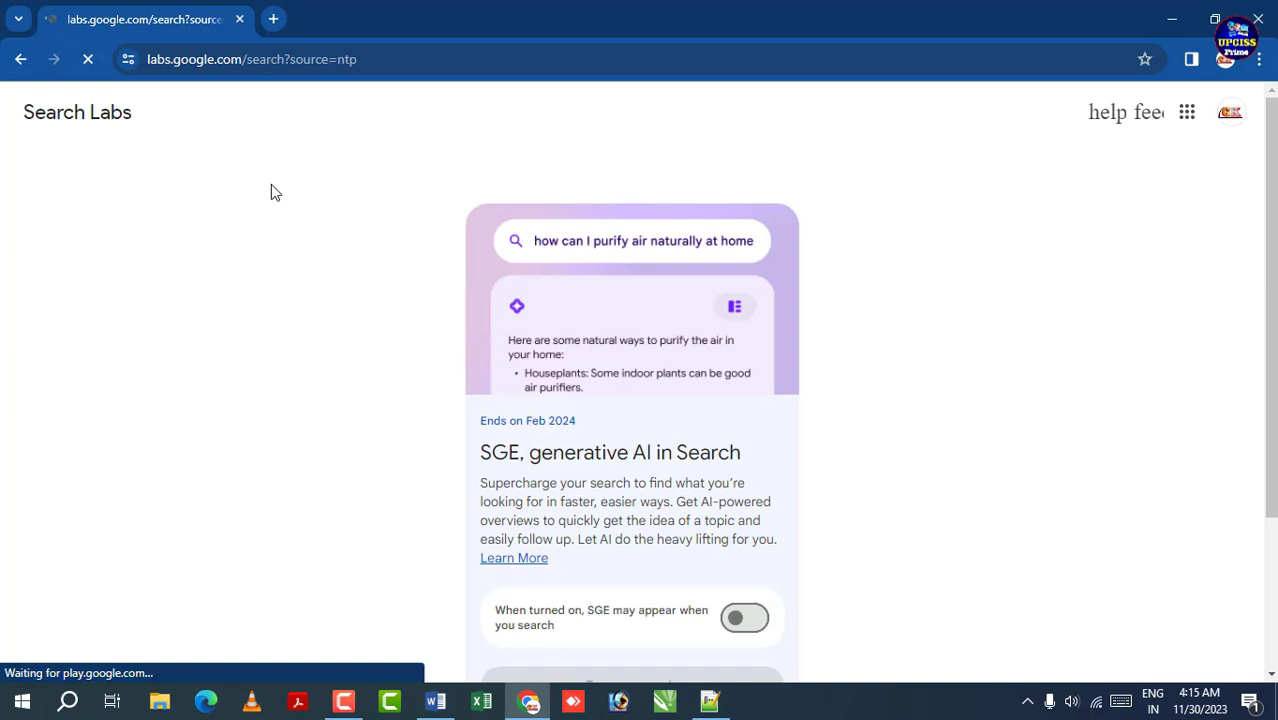 labs.google.com/search?source
labs.google.com/search?source=ntp
UPCISS
Prime
Search Labs
help fee
GK
how can I purify air naturally at home
Here are some natural ways to purify the air in
your home:
• Houseplants: Some indoor plants can be good
air purifiers.
Ends on Feb 2024
SGE, generative AI in Search
Supercharge your search to find what you're
looking for in faster, easier ways. Get AI-powered
overviews to quickly get the idea of a topic and
easily follow up. Let AI do the heavy lifting for you.
Learn More
When turned on, SGE may appear when
you search
Waiting for play.google.com...
ENG
IN
4:15 AM
11/30/2023